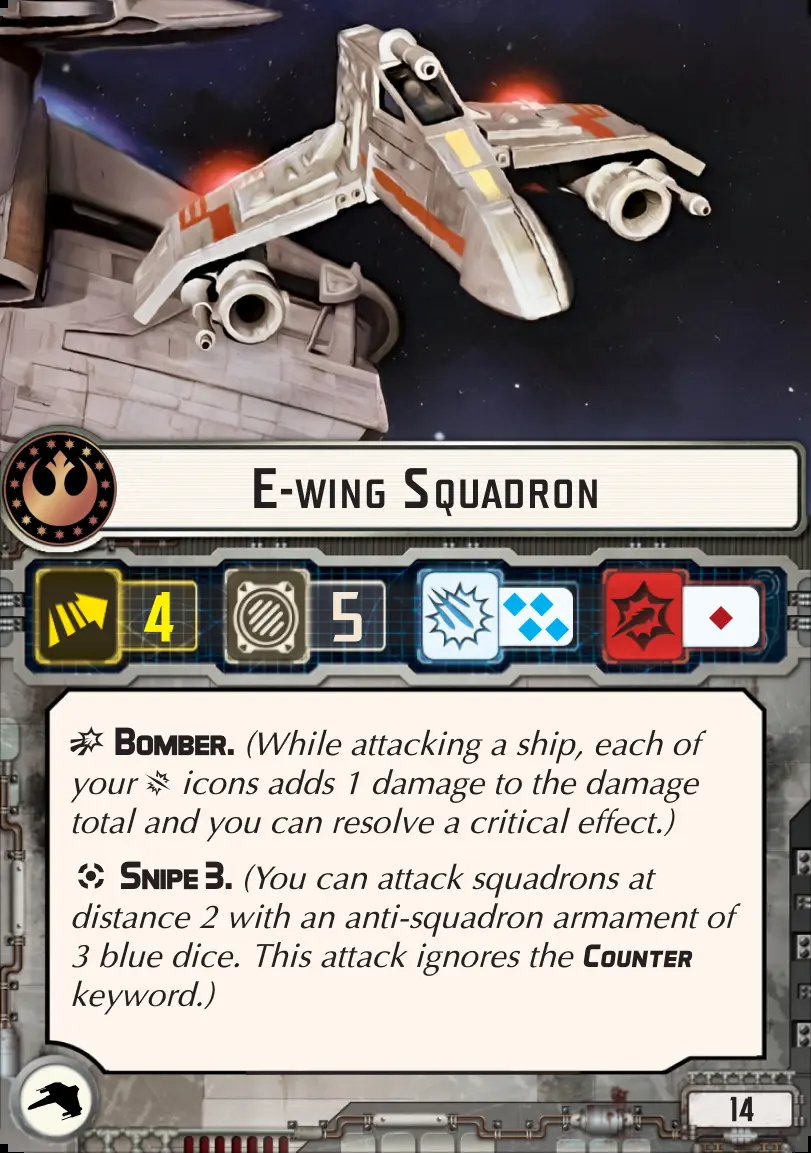 E-WING SQUADRON
4 5
BOMBER. (While attacking a ship, each of
your icons adds 1 damage to the damage
total and you can resolve a critical effect.)
SNIPE 3. (You can attack squadrons at
distance 2 with an anti-squadron armament of
3 blue dice. This attack ignores the COUNTER
keyword.)
14